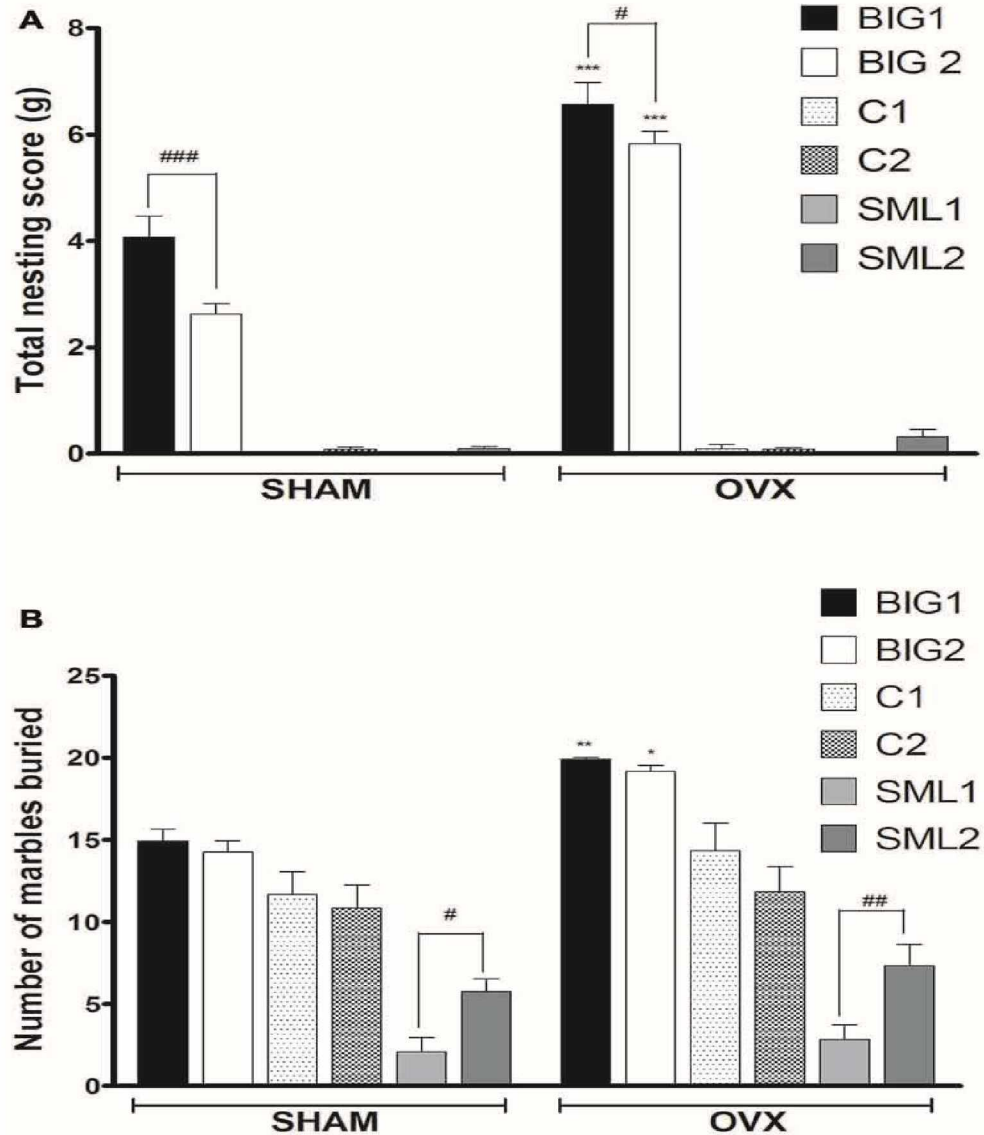 A
8
6
4
2
0
Total nesting score (g)
###
#
***
***
SHAM
OVX
BIG1
BIG 2
C1
C2
SML1
SML2
B
25
20
15
10
5
0
Number of marbles buried
#
**
*
##
SHAM
OVX
BIG1
BIG2
C1
C2
SML1
SML2